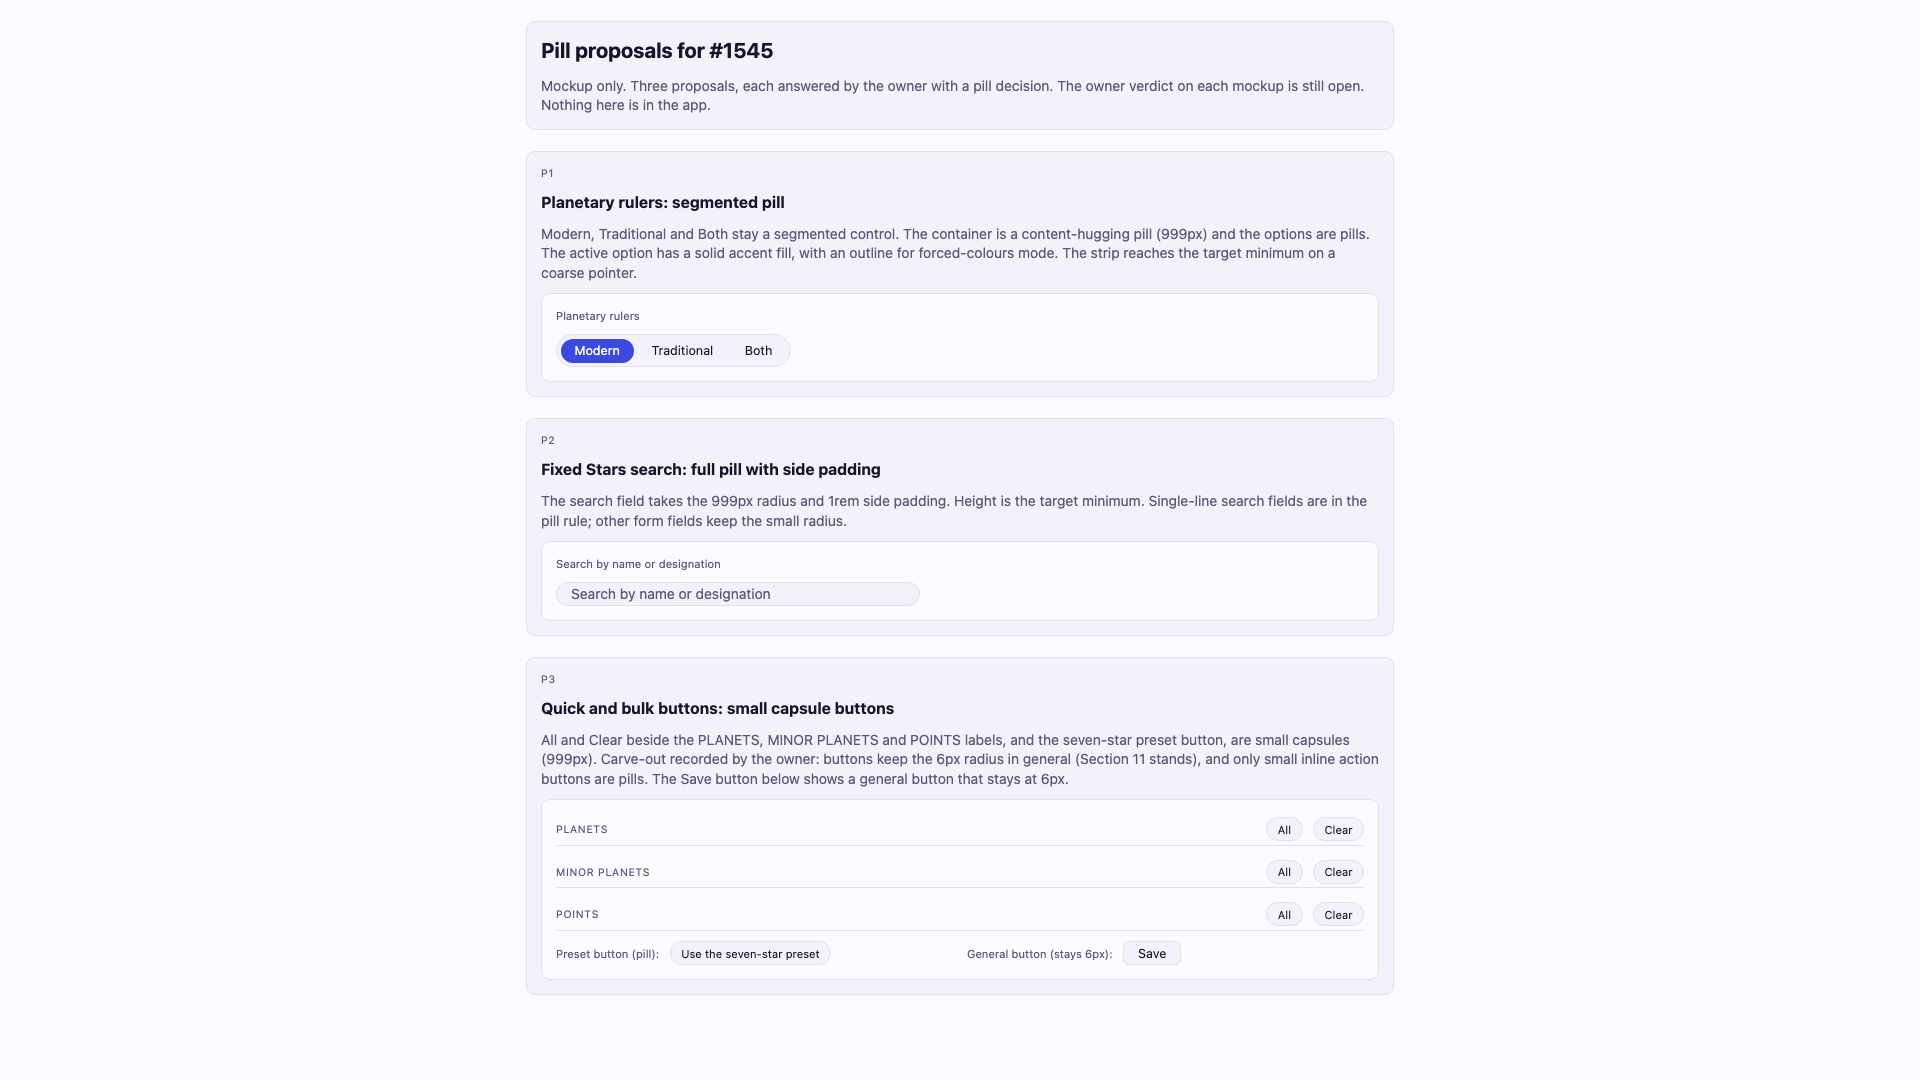 Pill proposals for #1545
Mockup only. Three proposals, each answered by the owner with a pill decision. The owner verdict on each mockup is still open.
Nothing here is in the app.
P1
Planetary rulers: segmented pill
Modern, Traditional and Both stay a segmented control. The container is a content-hugging pill (999px) and the options are pills.
The active option has a solid accent fill, with an outline for forced-colours mode. The strip reaches the target minimum on a
coarse pointer.
Planetary rulers
Modern Traditional Both
P2
Fixed Stars search: full pill with side padding
The search field takes the 999px radius and 1rem side padding. Height is the target minimum. Single-line search fields are in the
pill rule; other form fields keep the small radius.
Search by name or designation
Search by name or designation
P3
Quick and bulk buttons: small capsule buttons
All and Clear beside the PLANETS, MINOR PLANETS and POINTS labels, and the seven-star preset button, are small capsules
(999px). Carve-out recorded by the owner: buttons keep the 6px radius in general (Section 11 stands), and only small inline action
buttons are pills. The Save button below shows a general button that stays at 6px.
PLANETS All Clear
MINOR PLANETS All Clear
POINTS All Clear
Preset button (pill): Use the seven-star preset General button (stays 6px): Save